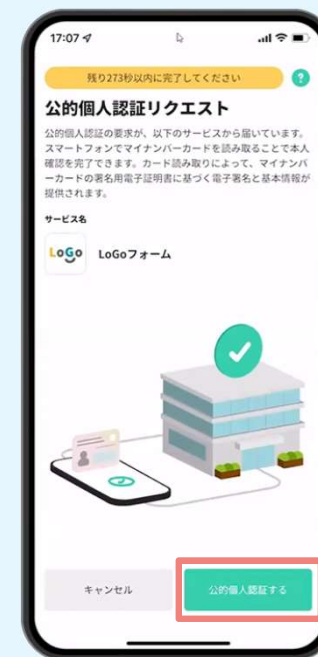 17:07
残り273秒以内に完了してください
?
公的個人認証リクエスト
公的個人認証の要求が、以下のサービスから届いています。
スマートフォンでマイナンバーカードを読み取ることで本人
確認を完了できます。カード読み取りによって、マイナンバ
ーカードの署名用電子証明書に基づく電子署名と基本情報が
提供されます。
サービス名
LoGo
LoGoフォーム
キャンセル
公的個人認証する